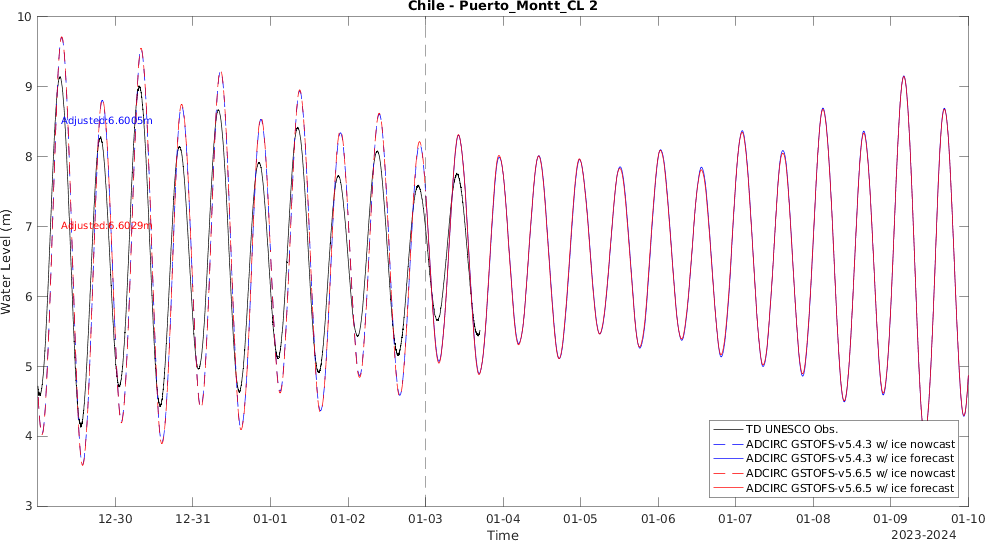 Chile - Puerto_Montt_CL 2
Water Level (m)
10
9
8
7
6
5
4
3
Adjusted:6.6005m
Adjusted:6.6029m
TD UNESCO Obs.
ADCIRC GSTOFS-v5.4.3 w/ ice nowcast
ADCIRC GSTOFS-v5.4.3 w/ ice forecast
ADCIRC GSTOFS-v5.6.5 w/ ice nowcast
ADCIRC GSTOFS-v5.6.5 w/ ice forecast
12-30 12-31 01-01 01-02 01-03 01-04 01-05 01-06 01-07 01-08 01-09 01-10
Time
2023-2024